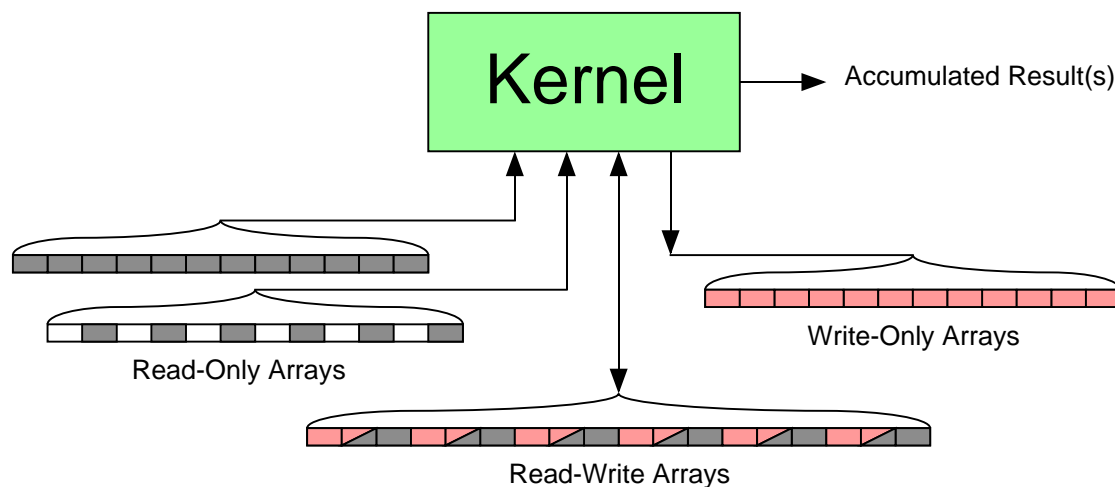 Kernel
Accumulated Result(s)
Write-Only Arrays
Read-Only Arrays
Read-Write Arrays